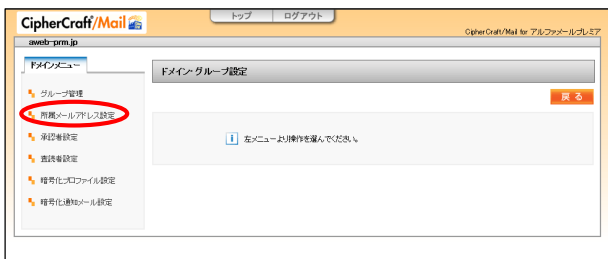 CipherCraft/Mail
トップ ログアウト
CipherCraft/Mail for アルファメールプレミア
aweb-prm.jp
ドメインメニュー
ドメイン・グループ設定
グループ管理
戻る
所属メールアドレス設定
承認者設定
左メニューより操作を選んでください。
査読者設定
暗号化プロファイル設定
暗号化通知メール設定